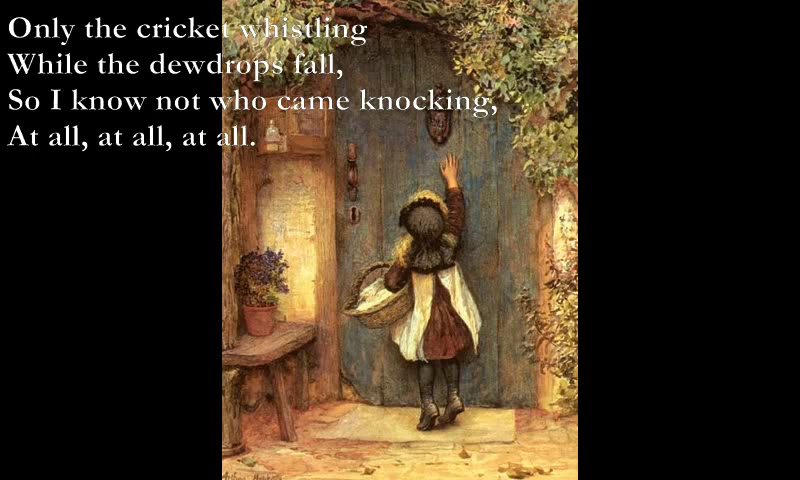 Only the cricket whistling
While the dewdrops fall,
So I know not who came knocking,
At all, at all, at all.